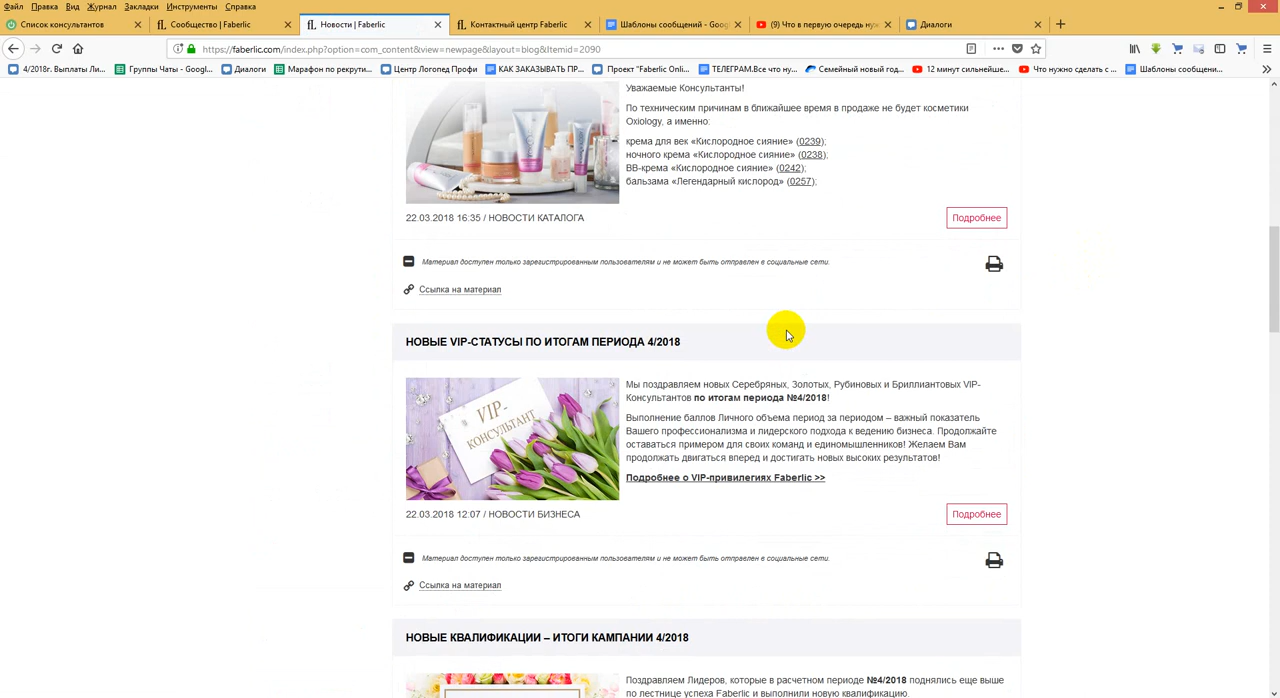 Файл Правка Вид Журнал Закладки Инструменты Справка
Список консультантов
Сообщество | Faberlic
Новости | Faberlic
Контактный центр Faberlic
Шаблоны сообщений - Goog
(9) Что в первую очередь нуж
Диалоги
https://faberlic.com/index.php?option=com_content&view=newpage&layout=blog&Itemid=2090
4/2018г. Выплаты Ли... Группы Чаты - Googl... Диалоги Марафон по рекрути... Центр Логопед Профи КАК ЗАКАЗЫВАТЬ ПР... Проект "Faberlic Onli... ТЕЛЕГРАМ.Все что ну... Семейный новый год... 12 минут сильнейше... Что нужно сделать с ... Шаблоны сообщени...
Уважаемые Консультанты!
По техническим причинам в ближайшее время в продаже не будет косметики
Oxiology, а именно:
крема для век «Кислородное сияние» (0239);
ночного крема «Кислородное сияние» (0238);
BB-крема «Кислородное сияние» (0242);
бальзама «Легендарный кислород» (0257);
22.03.2018 16:35 / НОВОСТИ КАТАЛОГА
Подробнее
Материал доступен только зарегистрированным пользователям и не может быть отправлен в социальные сети.
Ссылка на материал
НОВЫЕ VIP-СТАТУСЫ ПО ИТОГАМ ПЕРИОДА 4/2018
VIP-
КОНСУЛЬТАНТ
Мы поздравляем новых Серебряных, Золотых, Рубиновых и Бриллиантовых VIP-
Консультантов по итогам периода №4/2018!
Выполнение баллов Личного объема период за периодом – важный показатель
Вашего профессионализма и лидерского подхода к ведению бизнеса. Продолжайте
оставаться примером для своих команд и единомышленников! Желаем Вам
продолжать двигаться вперед и достигать новых высоких результатов!
Подробнее о VIP-привилегиях Faberlic >>
22.03.2018 12:07 / НОВОСТИ БИЗНЕСА
Подробнее
Материал доступен только зарегистрированным пользователям и не может быть отправлен в социальные сети.
Ссылка на материал
НОВЫЕ КВАЛИФИКАЦИИ – ИТОГИ КАМПАНИИ 4/2018
Поздравляем Лидеров, которые в расчетном периоде №4/2018 поднялись еще выше
по лестнице успеха Faberlic и выполнили новую квалификацию.